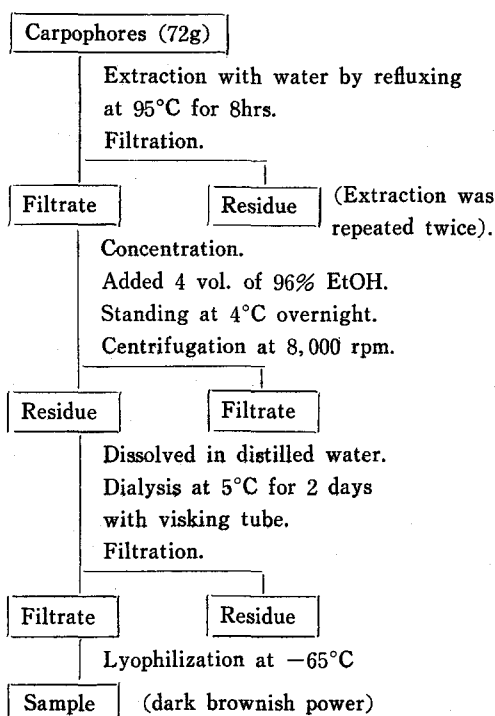 Carpophores (72g)
Extraction with water by refluxing
at 95°C for 8hrs.
Filtration.
Filtrate
Residue
(Extraction was
repeated twice).
Concentration.
Added 4 vol. of 96% EtOH.
Standing at 4°C overnight.
Centrifugation at 8,000 rpm.
Residue
Filtrate
Dissolved in distilled water.
Dialysis at 5°C for 2 days
with visking tube.
Filtration.
Filtrate
Residue
Lyophilization at −65°C
Sample
(dark brownish power)